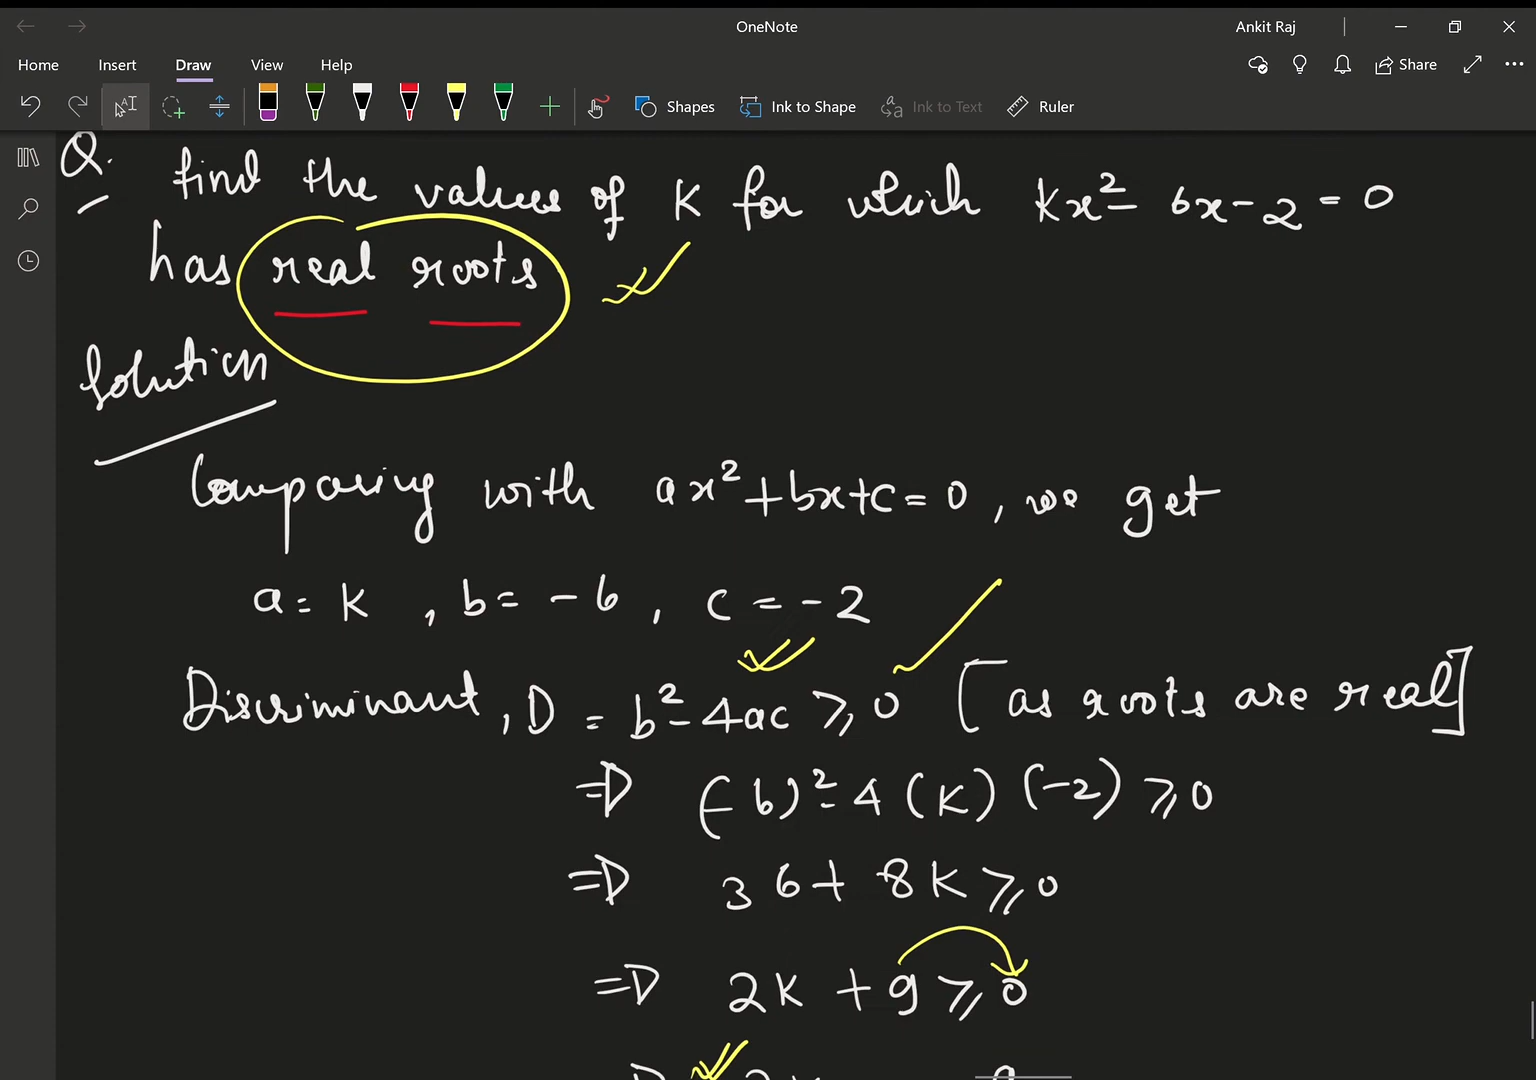 OneNote
Ankit Raj
Home Insert Draw View Help
Share
Shapes Ink to Shape Ink to Text Ruler
Q. find the values of K for which Kx² - 6x - 2 = 0
has real roots
Solution
Comparing with ax² + bx + c = 0, we get
a = K, b = -6, c = -2
Discriminant, D = b² - 4ac ⩾ 0 [as roots are real]
=> (-6)² - 4(K)(-2) ⩾ 0
=> 36 + 8K ⩾ 0
=> 2K + 9 ⩾ 0